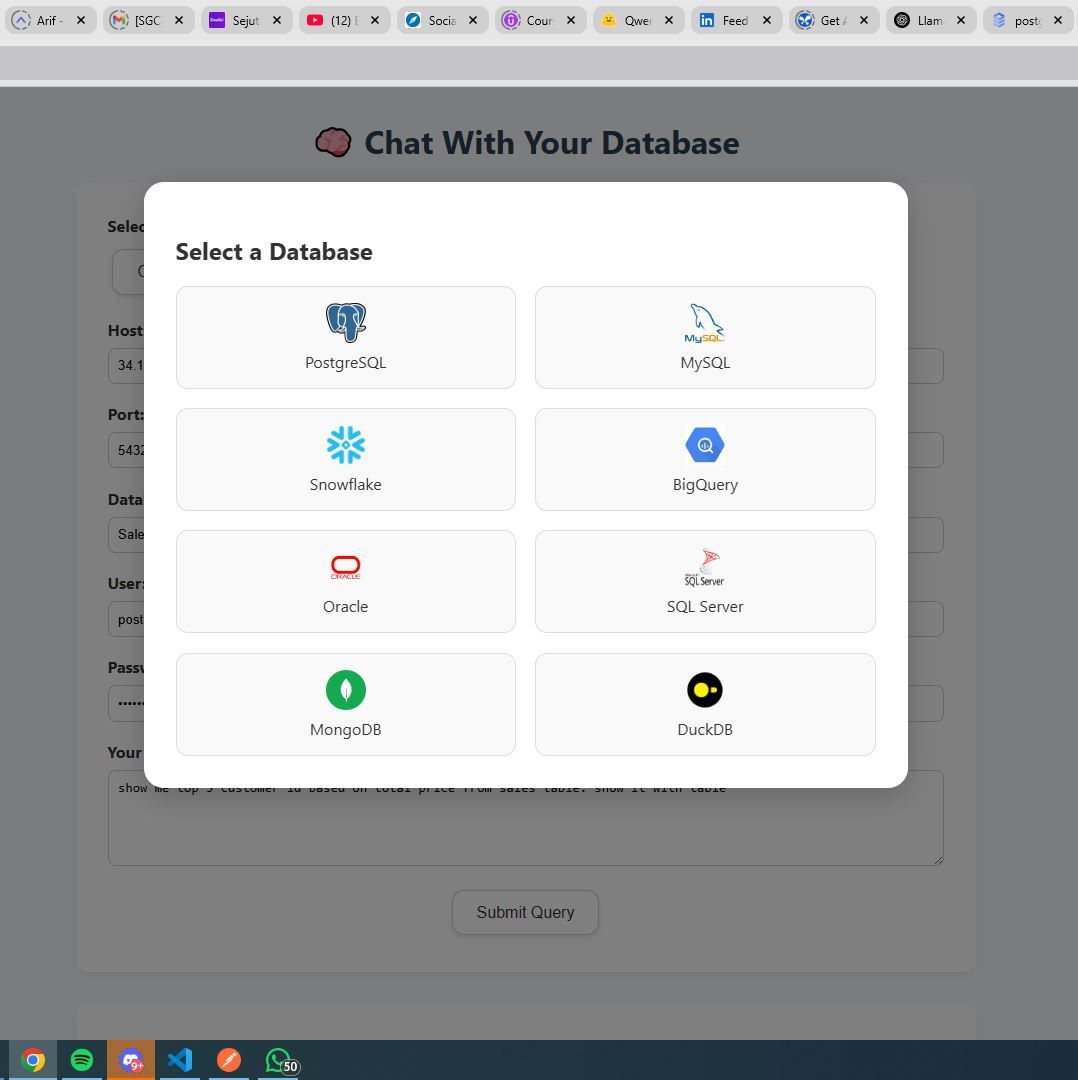 Arif -
[SGC
Sejut
(12)
Socia
Cour
Qwer
Feed
Get
Llam
post
Chat With Your Database
Selec
Select a Database
PostgreSQL
MySQL
MySQL
Host
34.1
Port:
5432
Snowflake
BigQuery
Data
Sale
ORACLE
SQL Server
Oracle
SQL Server
User:
post
Passw
MongoDB
DuckDB
Your
show me top 5 customer id based on total price from sales table. show it with table
Submit Query
9+
50